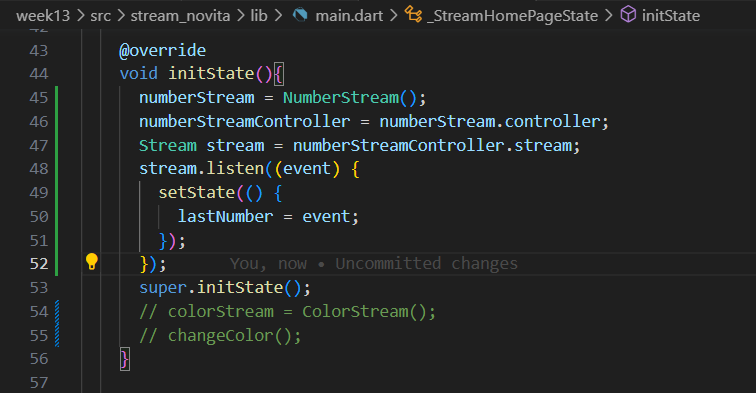 week13 > src > stream_novita > lib > main.dart > _StreamHomePageState > initState
43 @override
44 void initState(){
45 numberStream = NumberStream();
46 numberStreamController = numberStream.controller;
47 Stream stream = numberStreamController.stream;
48 stream.listen((event) {
49 setState(() {
50 lastNumber = event;
51 });
52 }); You, now • Uncommitted changes
53 super.initState();
54 // colorStream = ColorStream();
55 // changeColor();
56 }
57